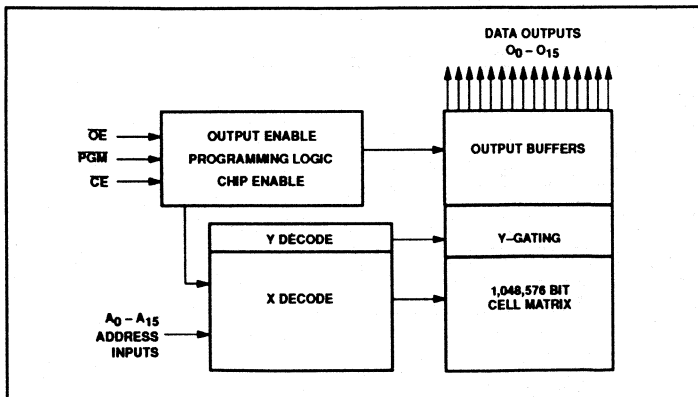 DATA OUTPUTS
O0 – O15
OE
PGM
CE
OUTPUT ENABLE
PROGRAMMING LOGIC
CHIP ENABLE
OUTPUT BUFFERS
Y DECODE
Y–GATING
X DECODE
1,048,576 BIT
CELL MATRIX
A0 – A15
ADDRESS
INPUTS